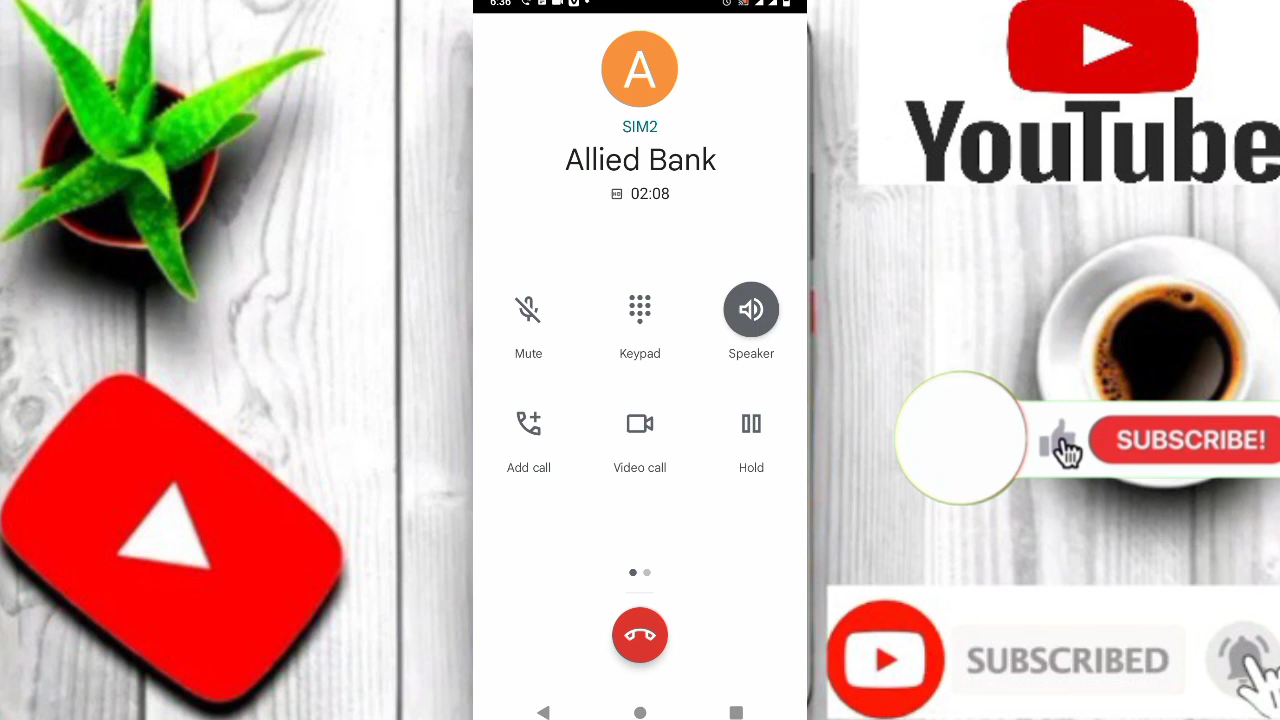 6:36
A
SIM2
Allied Bank
02:08
Mute
Keypad
Speaker
Add call
Video call
Hold
YouTube
SUBSCRIBE!
SUBSCRIBED